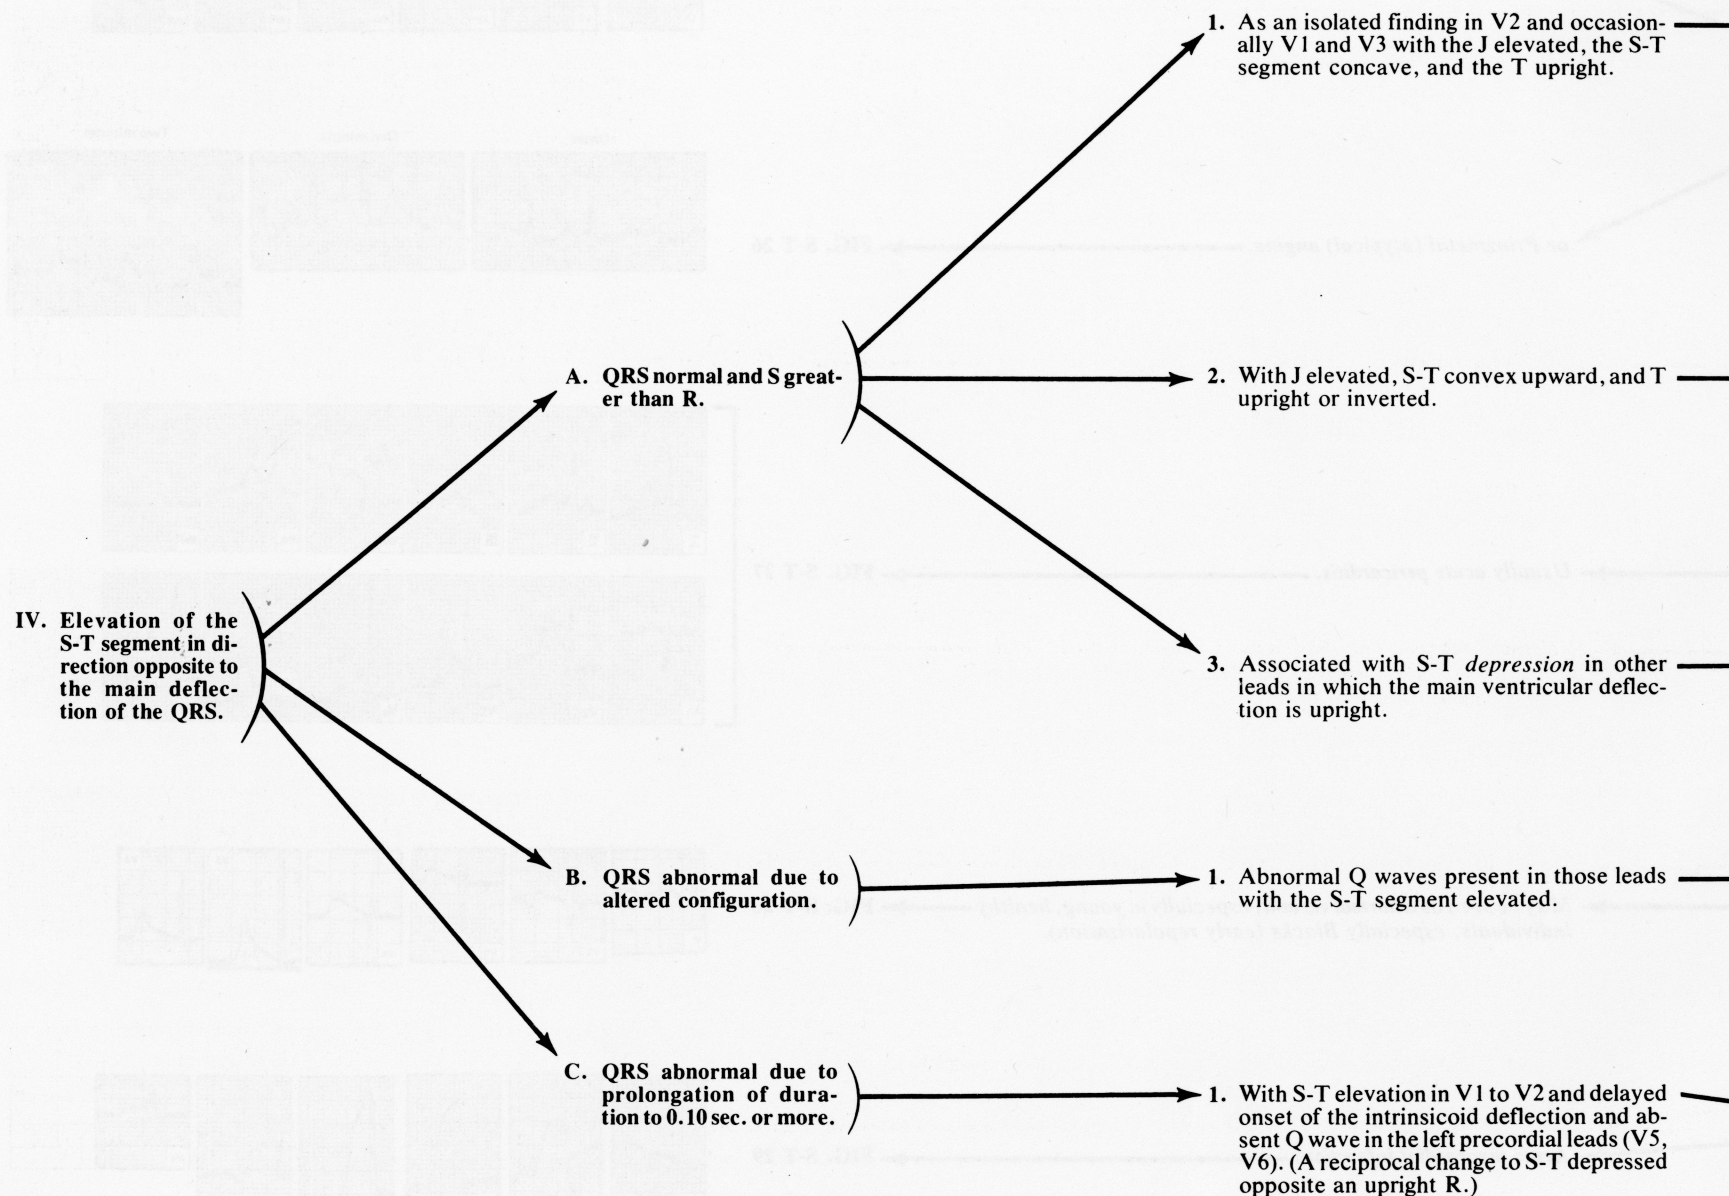 1. As an isolated finding in V2 and occasion-
ally V1 and V3 with the J elevated, the S-T
segment concave, and the T upright.
A. QRS normal and S great-
er than R.
2. With J elevated, S-T convex upward, and T
upright or inverted.
IV. Elevation of the
S-T segment in di-
rection opposite to
the main deflec-
tion of the QRS.
3. Associated with S-T depression in other
leads in which the main ventricular deflec-
tion is upright.
B. QRS abnormal due to
altered configuration.
1. Abnormal Q waves present in those leads
with the S-T segment elevated.
C. QRS abnormal due to
prolongation of dura-
tion to 0.10 sec. or more.
1. With S-T elevation in V1 to V2 and delayed
onset of the intrinsicoid deflection and ab-
sent Q wave in the left precordial leads (V5,
V6). (A reciprocal change to S-T depressed
opposite an upright R.)